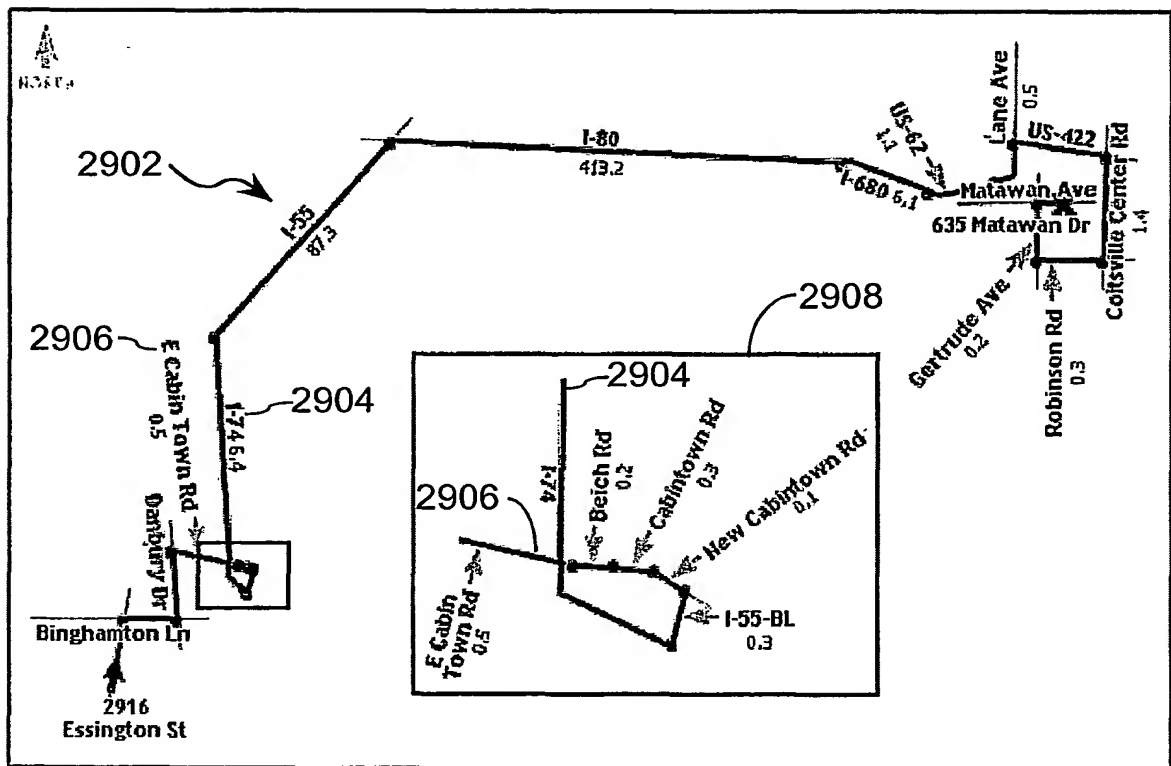 Lane Ave
0.5
US-422
Coitsville Center Rd
1.4
US-62
1.1
I-80
413.2
I-680 6.1
Matawan Ave
635 Matawan Dr
2902
I-55
87.3
Gertrude Ave
0.2
Robinson Rd
0.3
2908
2906
E Cabin Town Rd
0.5
2904
I-74 6.4
2904
I-74
Beich Rd
0.2
Cabintown Rd
0.3
New Cabintown Rd
0.1
2906
E Cabin
Town Rd
0.5
I-55-BL
0.3
Danbury Dr
Binghamton Ln
2916
Essington St